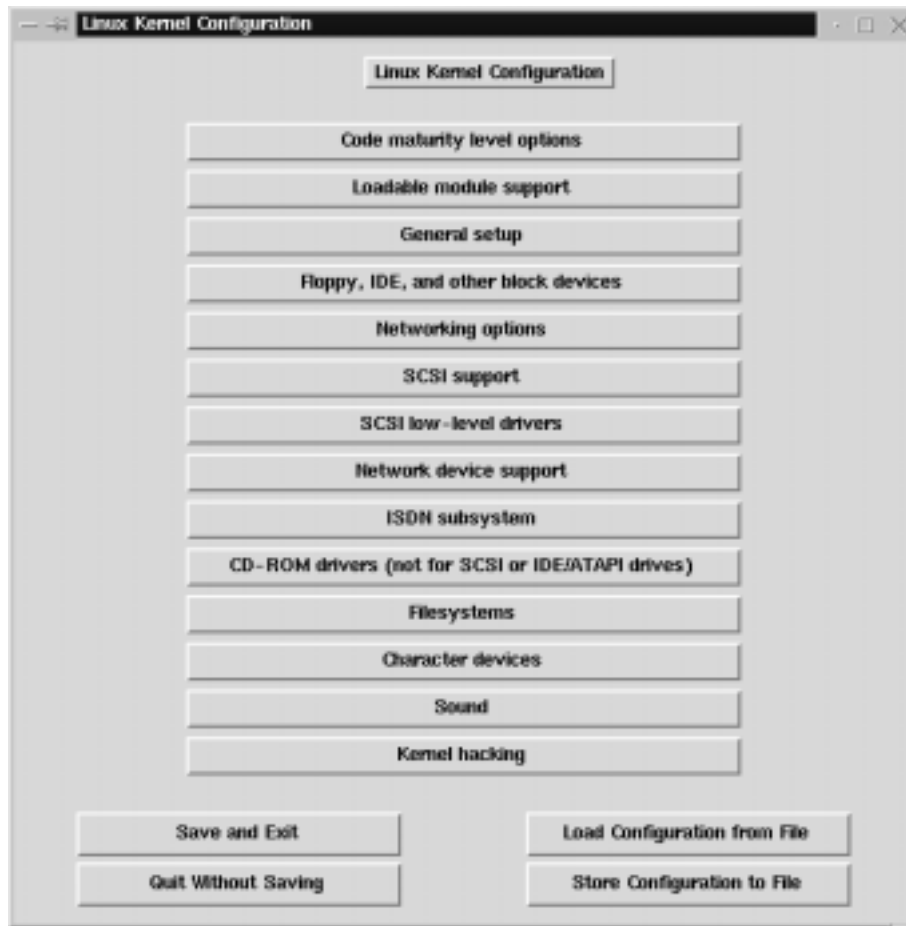 Linux Kernel Configuration
Linux Kernel Configuration
Code maturity level options
Loadable module support
General setup
Floppy, IDE, and other block devices
Networking options
SCSI support
SCSI low-level drivers
Network device support
ISDN subsystem
CD-ROM drivers (not for SCSI or IDE/ATAPI drives)
Filesystems
Character devices
Sound
Kernel hacking
Save and Exit
Load Configuration from File
Quit Without Saving
Store Configuration to File